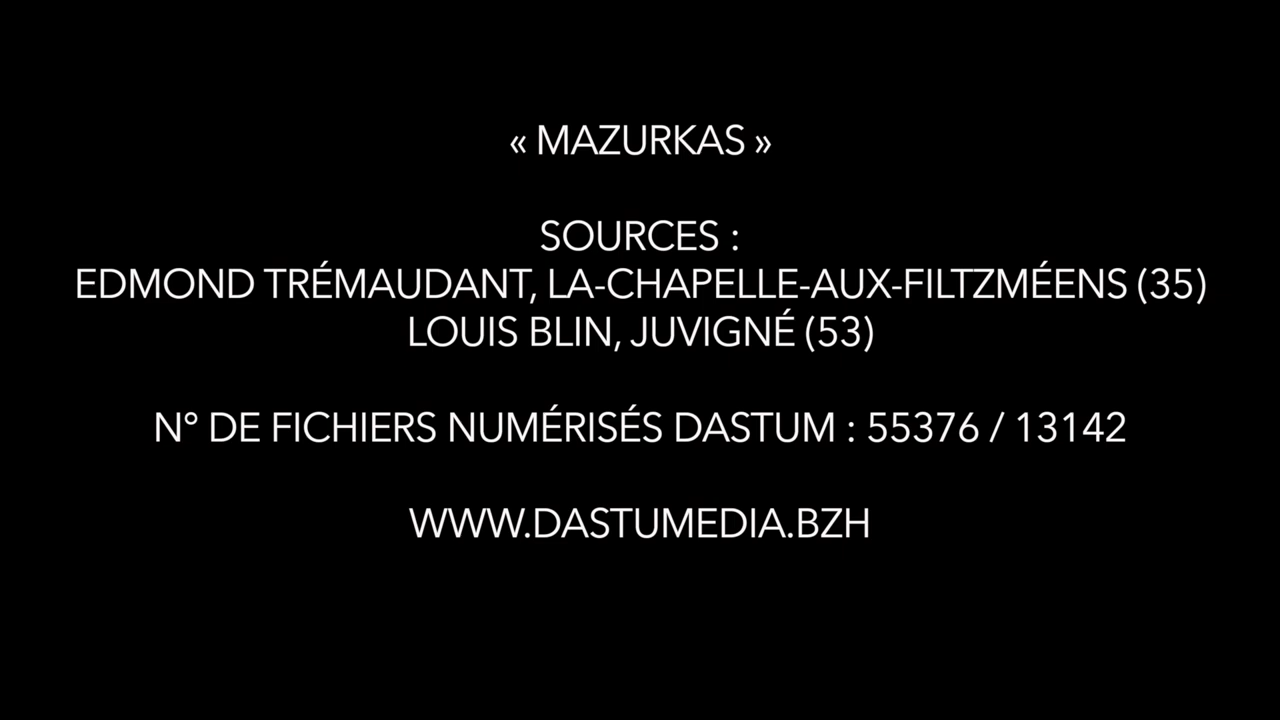 « MAZURKAS »
SOURCES :
EDMOND TRÉMAUDANT, LA-CHAPELLE-AUX-FILTZMÉENS (35)
LOUIS BLIN, JUVIGNÉ (53)
N° DE FICHIERS NUMÉRISÉS DASTUM : 55376 / 13142
WWW.DASTUMEDIA.BZH